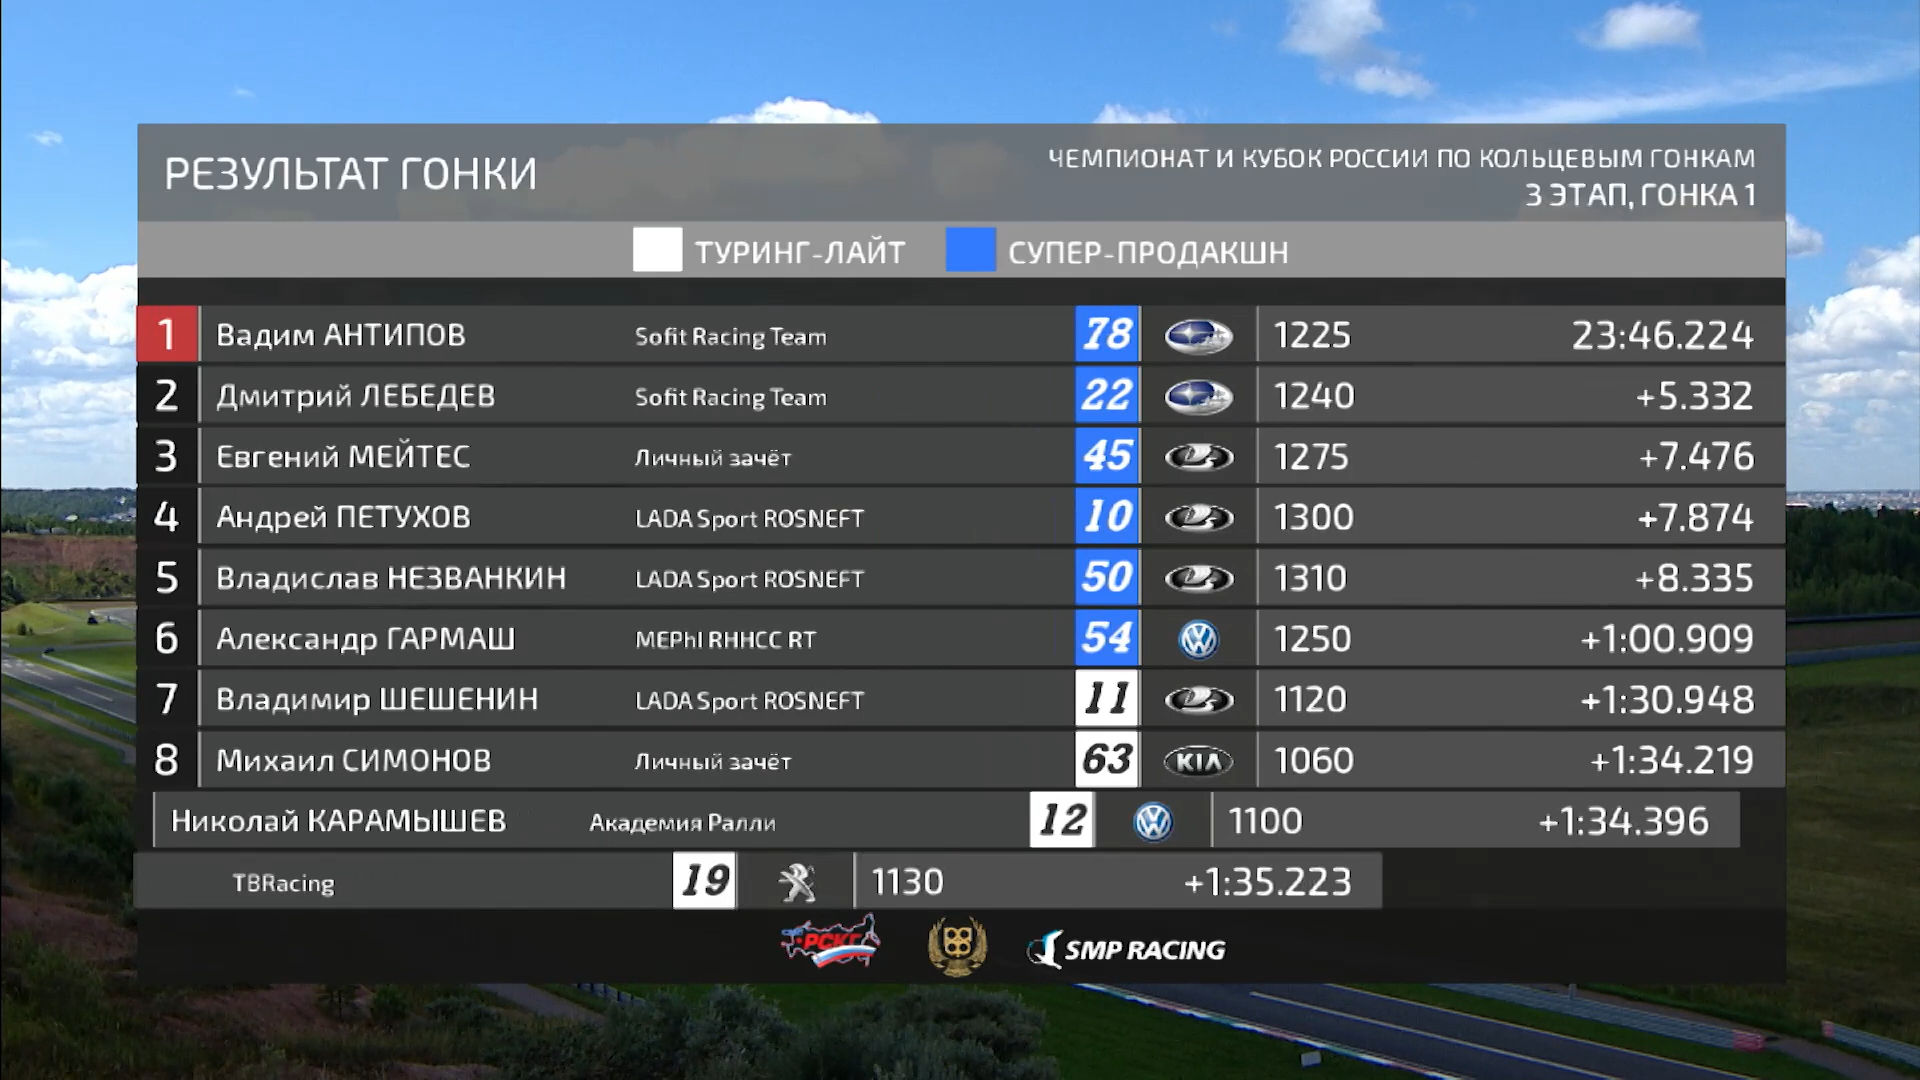 РЕЗУЛЬТАТ ГОНКИ
ЧЕМПИОНАТ И КУБОК РОССИИ ПО КОЛЬЦЕВЫМ ГОНКАМ
3 ЭТАП, ГОНКА 1
ТУРИНГ-ЛАЙТ СУПЕР-ПРОДАКШН
1 Вадим АНТИПОВ Sofit Racing Team 78 1225 23:46.224
2 Дмитрий ЛЕБЕДЕВ Sofit Racing Team 22 1240 +5.332
3 Евгений МЕЙТЕС Личный зачёт 45 1275 +7.476
4 Андрей ПЕТУХОВ LADA Sport ROSNEFT 10 1300 +7.874
5 Владислав НЕЗВАНКИН LADA Sport ROSNEFT 50 1310 +8.335
6 Александр ГАРМАШ MEPhI RHHCC RT 54 1250 +1:00.909
7 Владимир ШЕШЕНИН LADA Sport ROSNEFT 11 1120 +1:30.948
8 Михаил СИМОНОВ Личный зачёт 63 KIA 1060 +1:34.219
Николай КАРАМЫШЕВ Академия Ралли 12 1100 +1:34.396
TBRacing 19 1130 +1:35.223
РСКГ SMP RACING